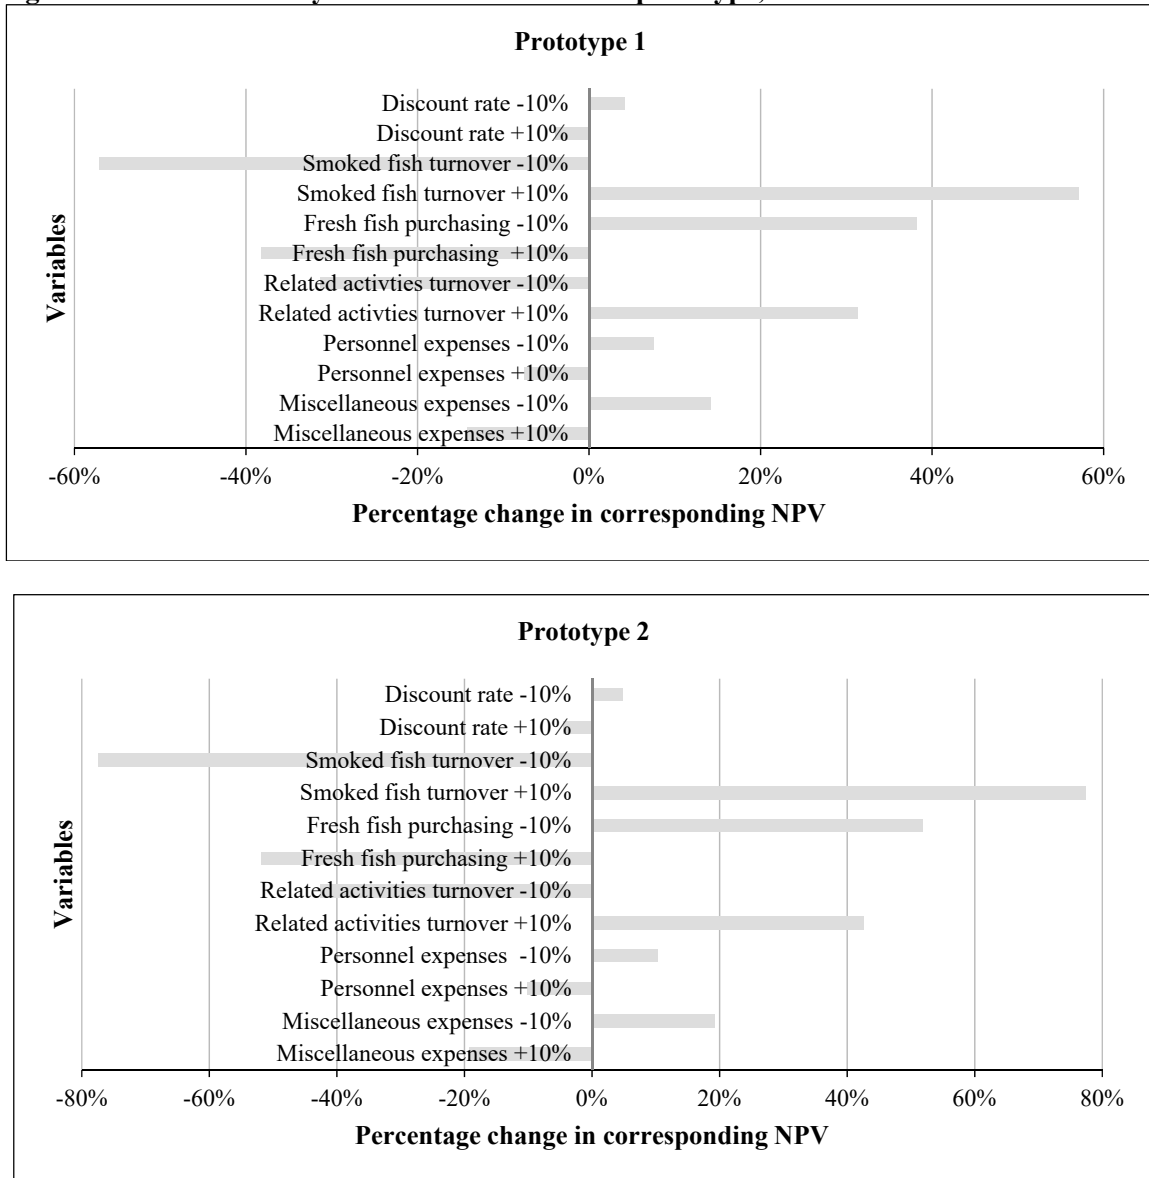 Prototype 1
Discount rate -10%
Discount rate +10%
Smoked fish turnover -10%
Smoked fish turnover +10%
Fresh fish purchasing -10%
Fresh fish purchasing  +10%
Related activties turnover -10%
Related activties turnover +10%
Personnel expenses -10%
Personnel expenses +10%
Miscellaneous expenses -10%
Miscellaneous expenses +10%
Variables
-60% -40% -20% 0% 20% 40% 60%
Percentage change in corresponding NPV
Prototype 2
Discount rate -10%
Discount rate +10%
Smoked fish turnover -10%
Smoked fish turnover +10%
Fresh fish purchasing -10%
Fresh fish purchasing +10%
Related activities turnover -10%
Related activities turnover +10%
Personnel expenses  -10%
Personnel expenses +10%
Miscellaneous expenses -10%
Miscellaneous expenses +10%
Variables
-80% -60% -40% -20% 0% 20% 40% 60% 80%
Percentage change in corresponding NPV